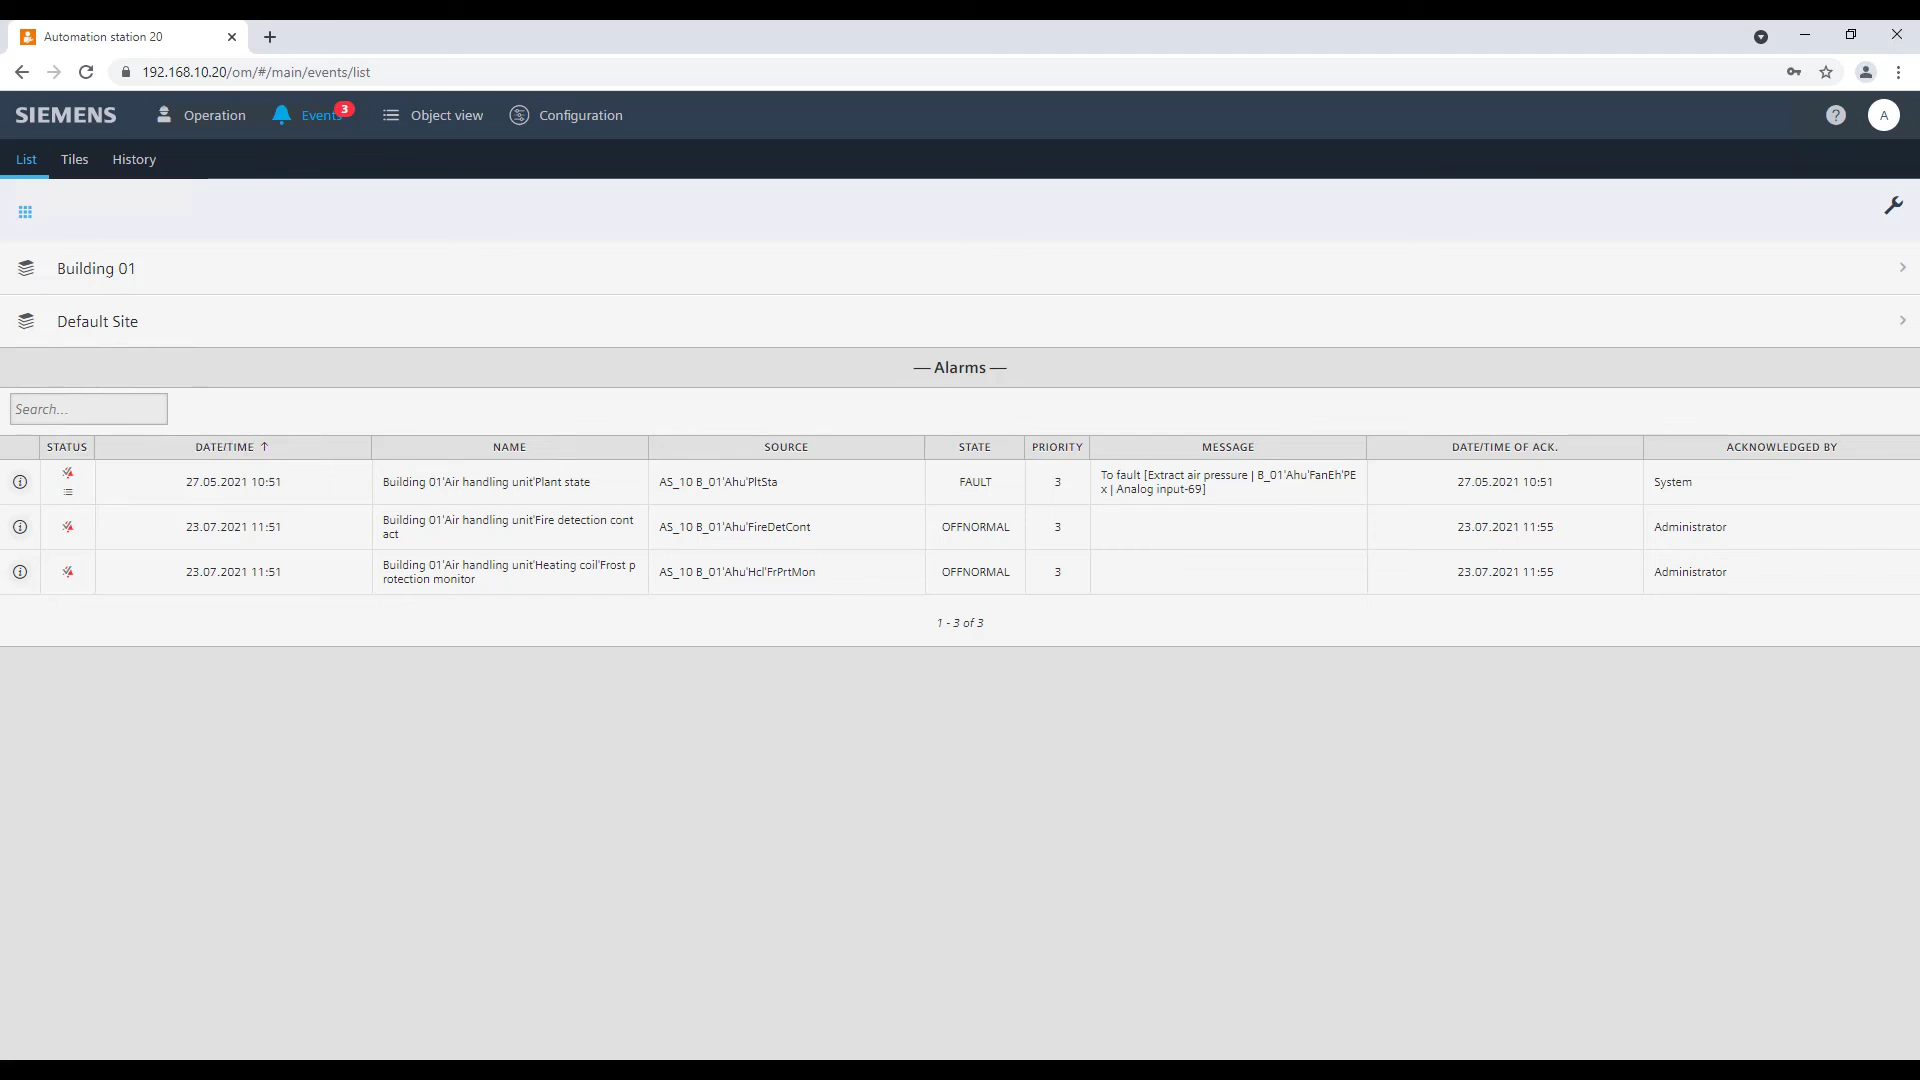 Automation station 20
192.168.10.20/om/#/main/events/list
SIEMENS Operation Events 3 Object view Configuration ? A
List Tiles History
Building 01
Default Site
— Alarms —
Search...
STATUS DATE/TIME ↑ NAME SOURCE STATE PRIORITY MESSAGE DATE/TIME OF ACK. ACKNOWLEDGED BY
27.05.2021 10:51 Building 01'Air handling unit'Plant state AS_10 B_01'Ahu'PltSta FAULT 3 To fault [Extract air pressure | B_01'Ahu'FanEh'PE
x | Analog input-69] 27.05.2021 10:51 System
23.07.2021 11:51 Building 01'Air handling unit'Fire detection cont
act AS_10 B_01'Ahu'FireDetCont OFFNORMAL 3 23.07.2021 11:55 Administrator
23.07.2021 11:51 Building 01'Air handling unit'Heating coil'Frost p
rotection monitor AS_10 B_01'Ahu'Hcl'FrPrtMon OFFNORMAL 3 23.07.2021 11:55 Administrator
1 - 3 of 3